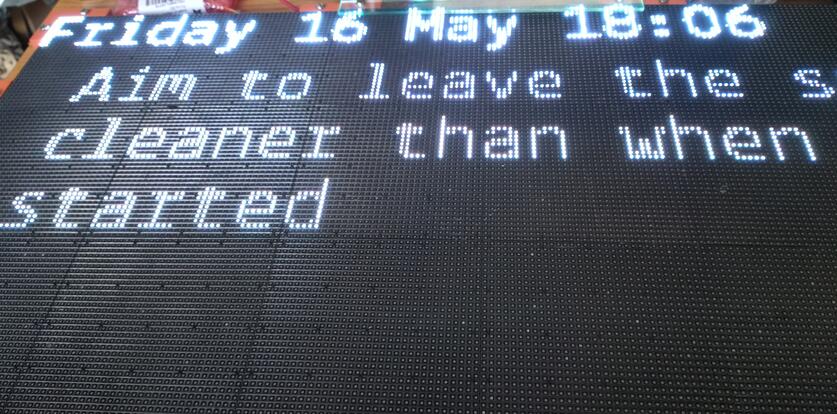 Friday 16 May 18:06
Aim to leave the s
cleaner than when
started